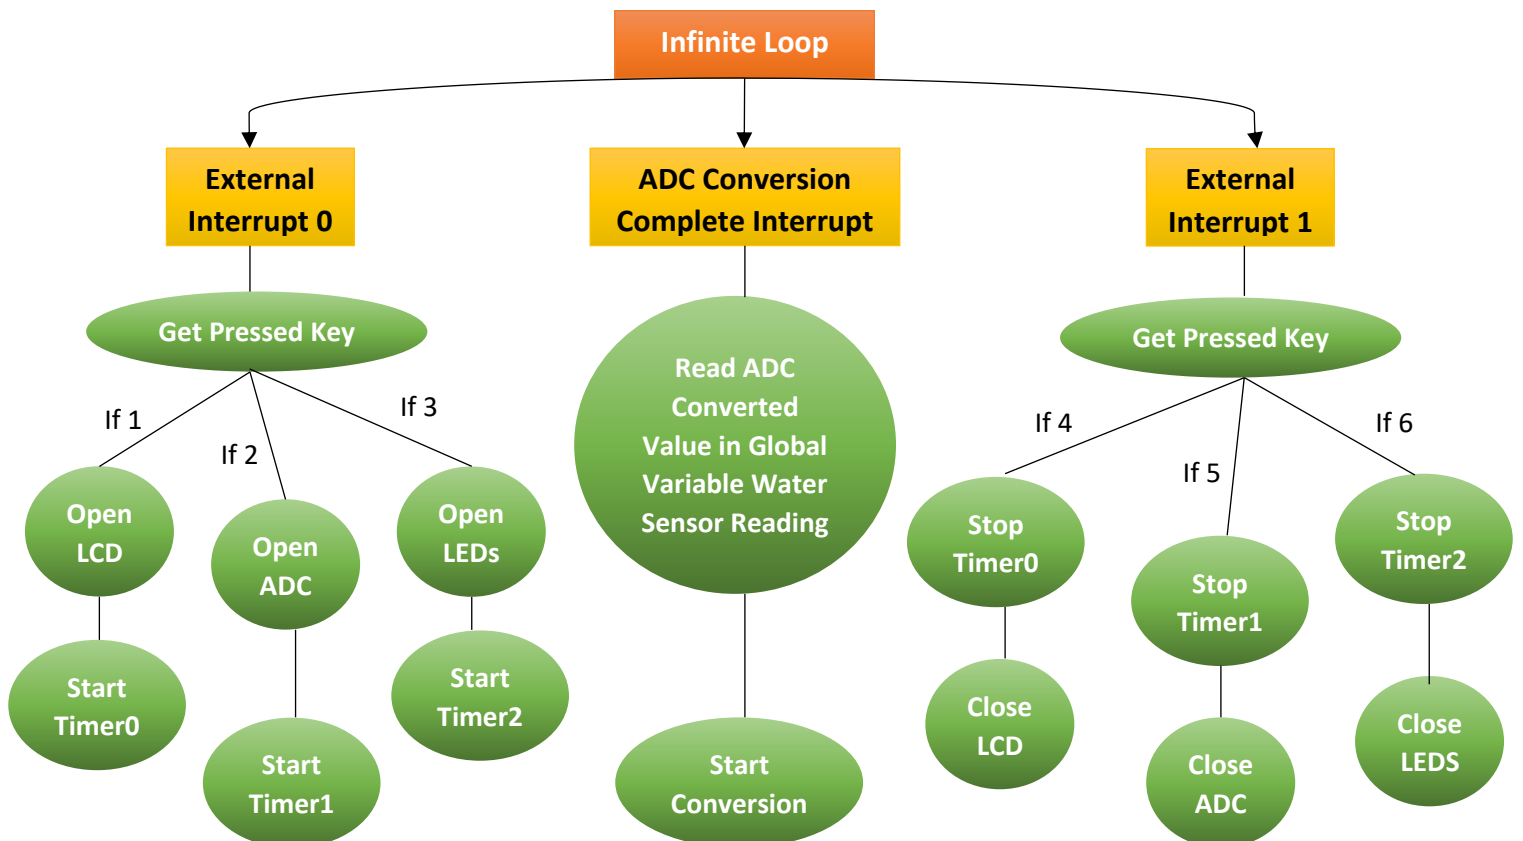 Infinite Loop
External
Interrupt 0
ADC Conversion
Complete Interrupt
External
Interrupt 1
Get Pressed Key
If 1
If 2
If 3
Open
LCD
Start
Timer0
Open
ADC
Start
Timer1
Open
LEDs
Start
Timer2
Read ADC
Converted
Value in Global
Variable Water
Sensor Reading
Start
Conversion
Get Pressed Key
If 4
If 5
If 6
Stop
Timer0
Close
LCD
Stop
Timer1
Close
ADC
Stop
Timer2
Close
LEDS